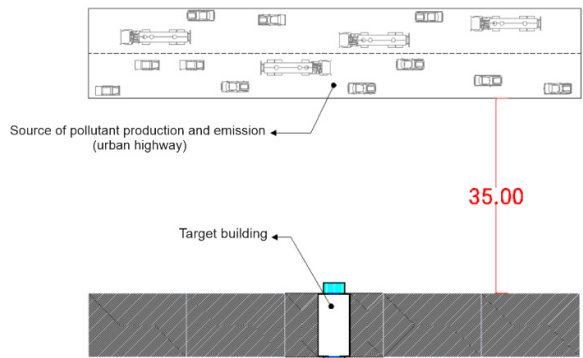 Source of pollutant production and emission
(urban highway)
35.00
Target building